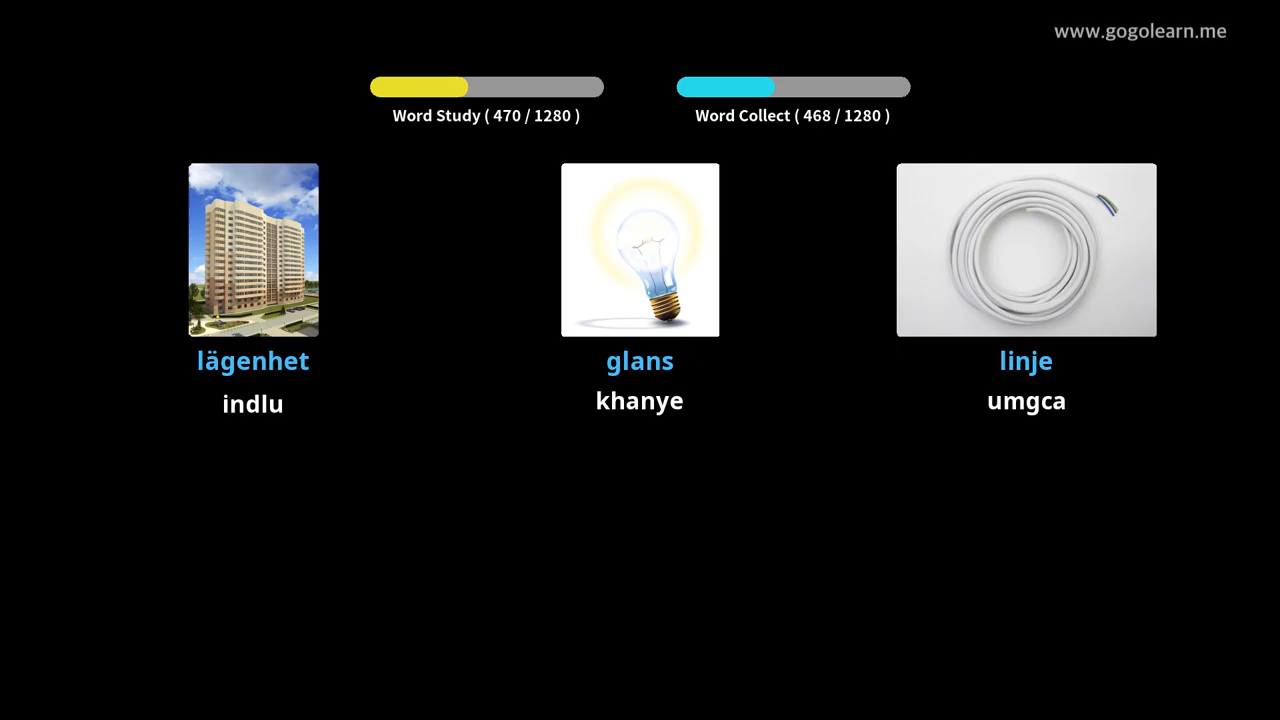 www.gogolearn.me
Word Study ( 470 / 1280 )
Word Collect ( 468 / 1280 )
lägenhet
indlu
glans
khanye
linje
umgca